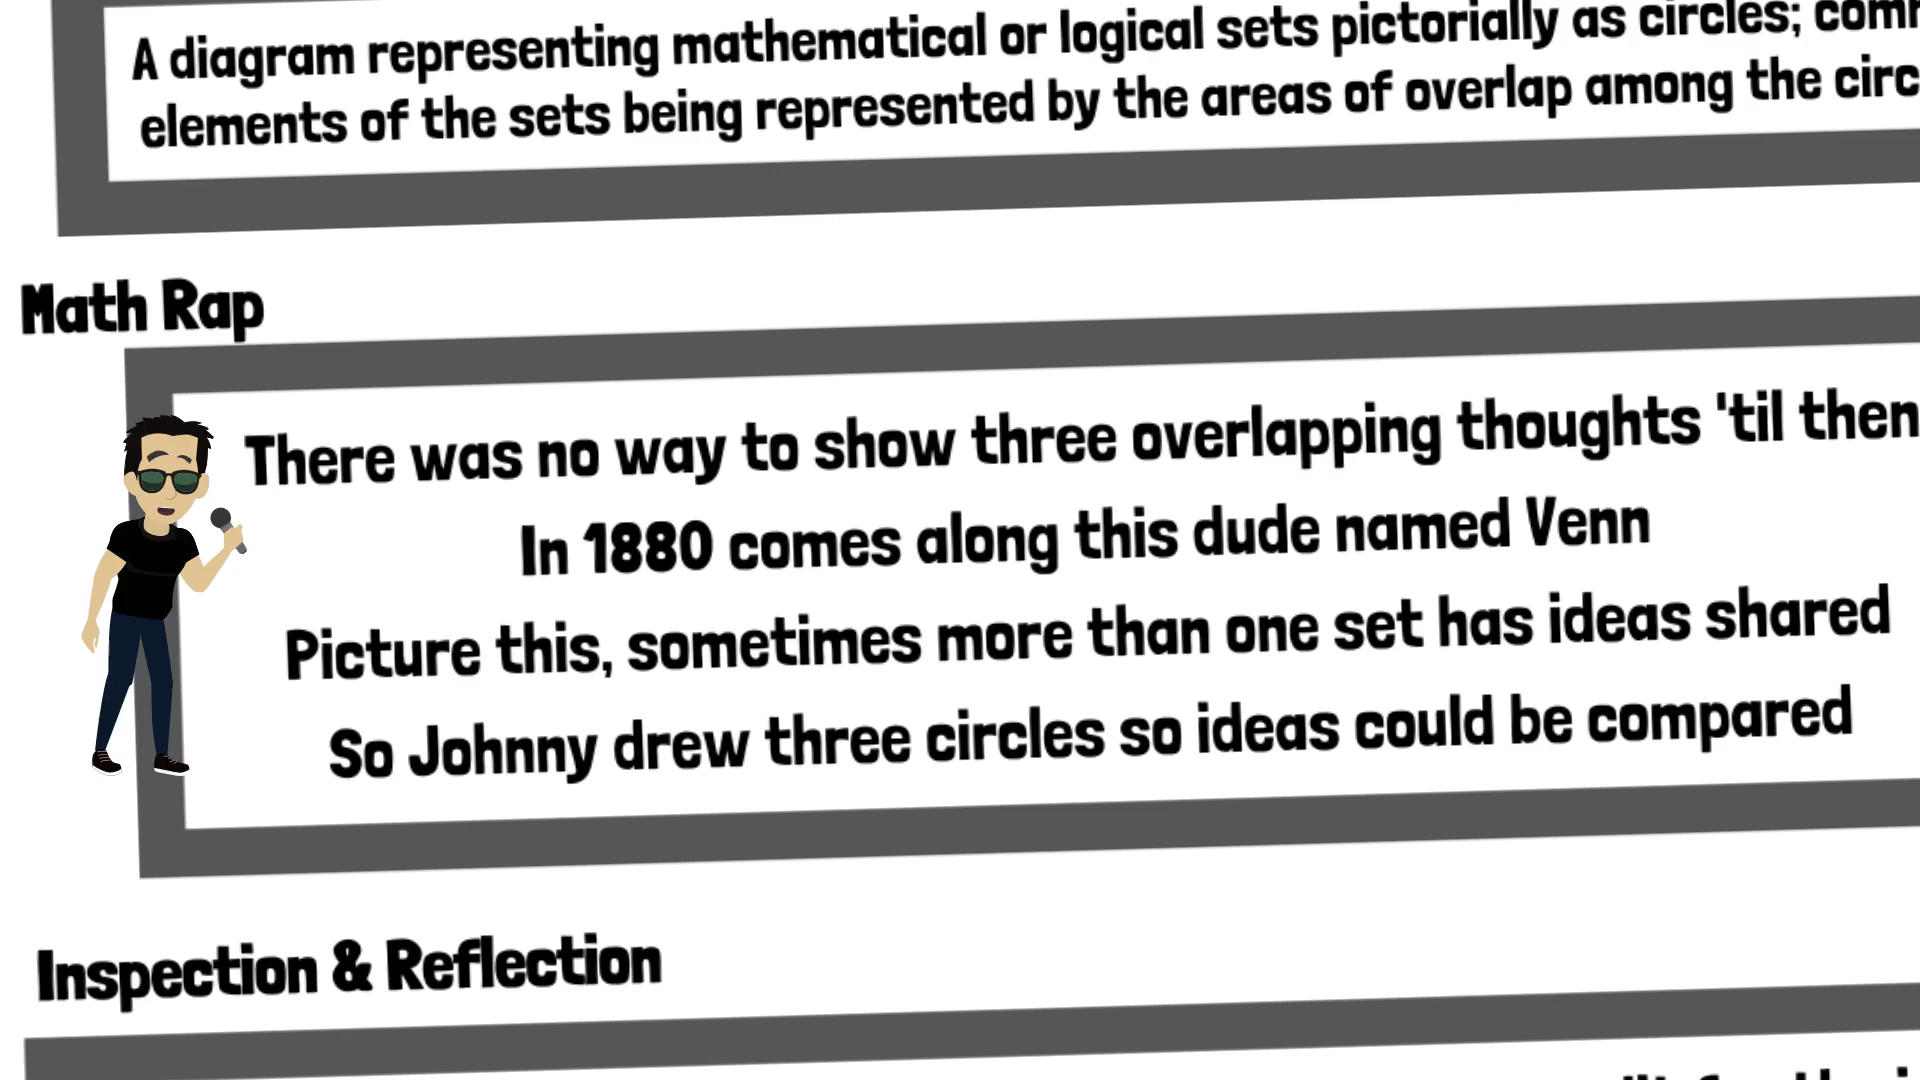 A diagram representing mathematical or logical sets pictorially as circles;
elements of the sets being represented by the areas of overlap among the
Math Rap
There was no way to show three overlapping thoughts 'til then
In 1880 comes along this dude named Venn
Picture this, sometimes more than one set has ideas shared
So Johnny drew three circles so ideas could be compared
Inspection & Reflection